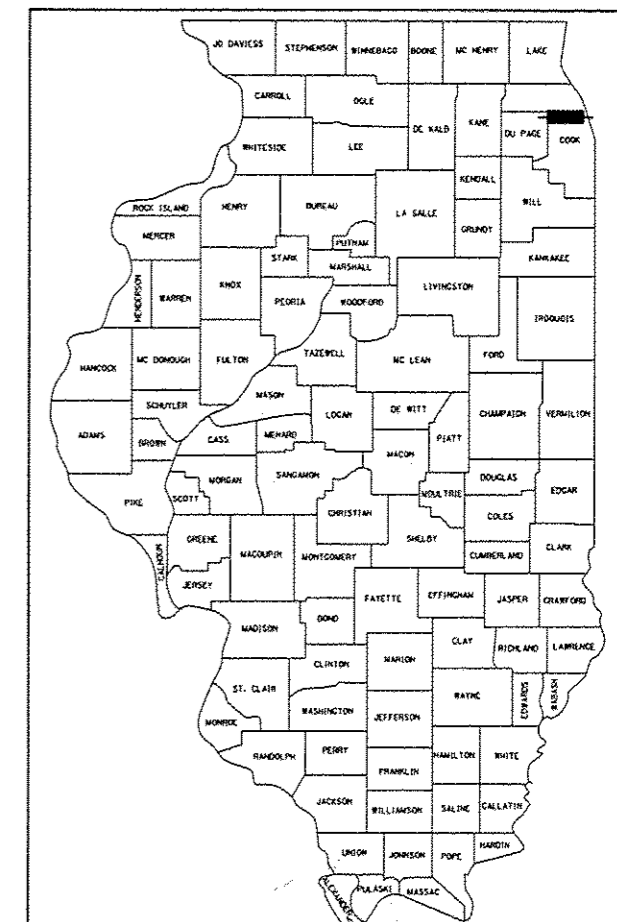 JO DAVIESS STEPHENSON WINNEBAGO BOONE MC HENRY LAKE
CARROLL OGLE DE KALB KANE DU PAGE COOK
WHITESIDE LEE
KENDALL WILL
ROCK ISLAND HENRY BUREAU LA SALLE
MERCER PUTNAM GRUNDY
STARK MARSHALL KANKAKEE
HENDERSON WARREN KNOX PEORIA WOODFORD LIVINGSTON IROQUOIS
HANCOCK MC DONOUGH FULTON TAZEWELL MC LEAN FORD
SCHUYLER MASON
ADAMS BROWN CASS MENARD LOGAN DE WITT PIATT CHAMPAIGN VERMILION
MACON
PIKE SCOTT MORGAN SANGAMON MOULTRIE DOUGLAS EDGAR
CHRISTIAN COLES
CALHOUN GREENE MACOUPIN MONTGOMERY SHELBY CUMBERLAND CLARK
JERSEY
FAYETTE EFFINGHAM JASPER CRAWFORD
MADISON BOND
CLAY RICHLAND LAWRENCE
CLINTON MARION
ST. CLAIR WAYNE EDWARDS WABASH
MONROE WASHINGTON JEFFERSON
RANDOLPH PERRY HAMILTON WHITE
FRANKLIN
JACKSON WILLIAMSON SALINE GALLATIN
UNION JOHNSON POPE HARDIN
ALEXANDER PULASKI MASSAC